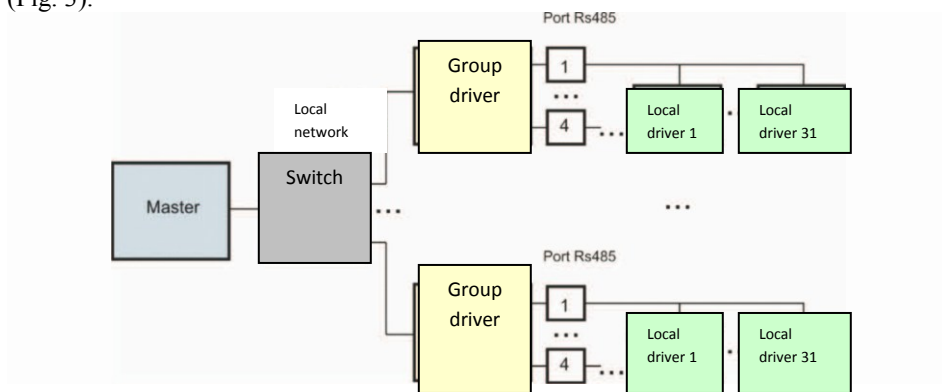 (Fig. 3).
Port Rs485
Group
driver
1
...
4
...
Local
driver 1
.
Local
driver 31
Local
network
Switch
Master
...
...
Port Rs485
Group
driver
1
...
4
...
Local
driver 1
.
Local
driver 31